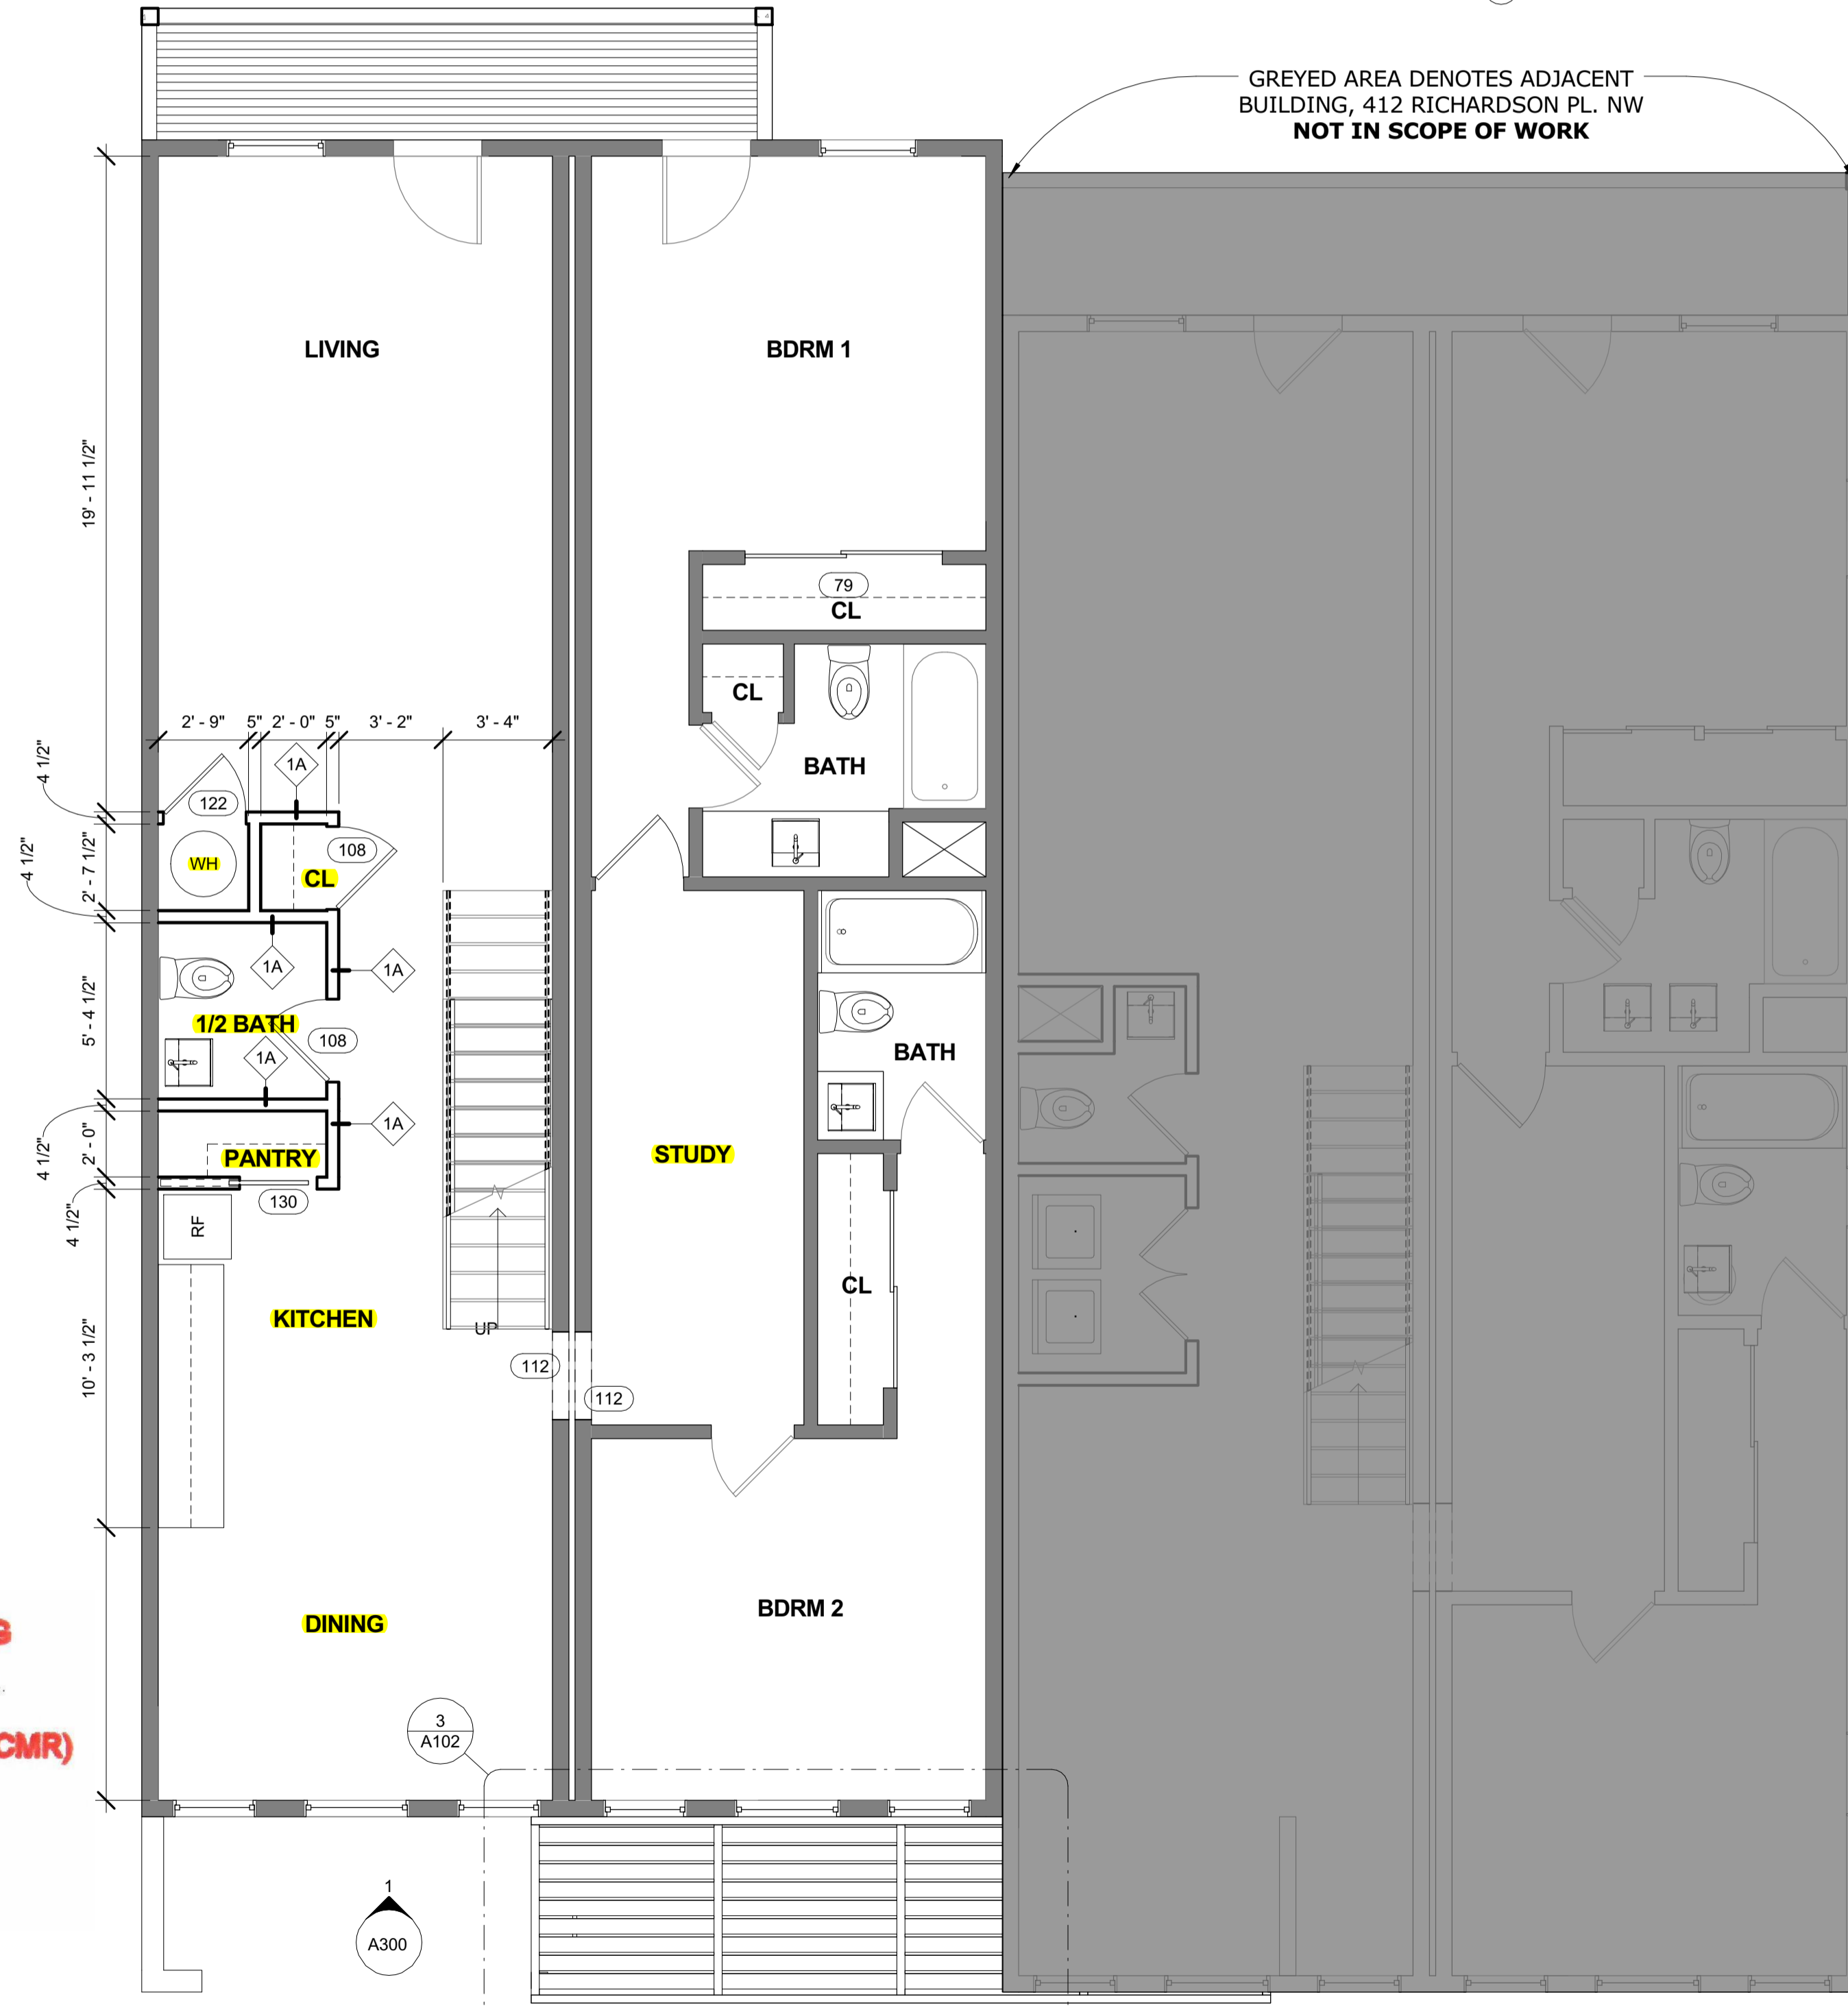 GREYED AREA DENOTES ADJACENT
BUILDING, 412 RICHARDSON PL. NW
NOT IN SCOPE OF WORK
LIVING
BDRM 1
19' - 11 1/2"
79
CL
CL
BATH
2' - 9"
5"
2' - 0"
5"
3' - 2"
3' - 4"
4 1/2"
1A
122
108
WH
CL
2' - 7 1/2"
4 1/2"
1A
1A
5' - 4 1/2"
1/2 BATH
108
1A
BATH
4 1/2"
1A
2' - 0"
PANTRY
STUDY
130
4 1/2"
RF
CL
KITCHEN
UP
10' - 3 1/2"
112
112
DINING
BDRM 2
G
CMR)
3
A102
1
A300